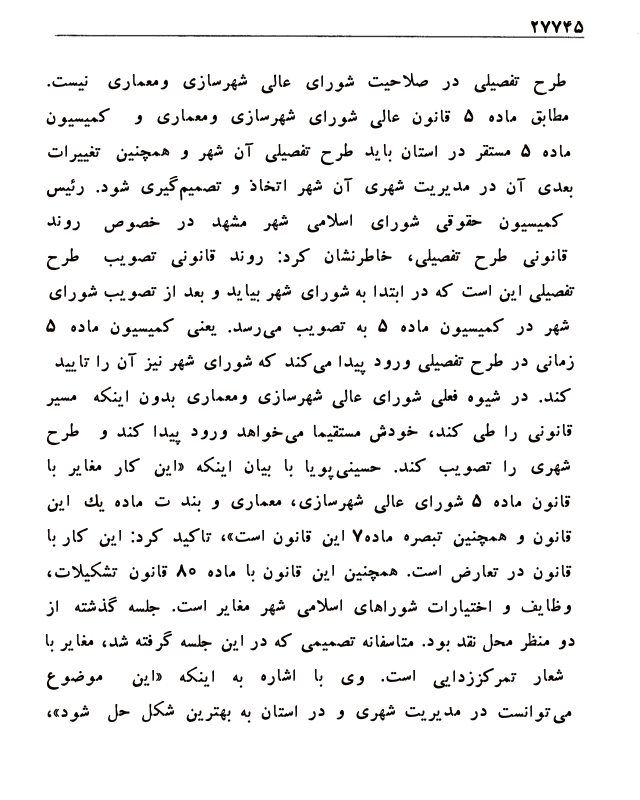 ۲۷۷۴۵
طرح تفصیلی در صلاحیت شورای عالی شهرسازی ومعماری نیست.
مطابق ماده ۵ قانون عالی شورای شهرسازی ومعماری و کمیسیون
ماده ۵ مستقر در استان باید طرح تفصیلی آن شهر و همچنین تغییرات
بعدی آن در مدیریت شهری آن شهر اتخاذ و تصمیم‌گیری شود. رئیس
کمیسیون حقوقی شورای اسلامی شهر مشهد در خصوص روند
قانونی طرح تفصیلی، خاطرنشان کرد: روند قانونی تصویب طرح
تفصیلی این است که در ابتدا به شورای شهر بیاید و بعد از تصویب شورای
شهر در کمیسیون ماده ۵ به تصویب می‌رسد. یعنی کمیسیون ماده ۵
زمانی در طرح تفصیلی ورود پیدا می‌کند که شورای شهر نیز آن را تایید
کند. در شیوه فعلی شورای عالی شهرسازی ومعماری بدون اینکه مسیر
قانونی را طی کند، خودش مستقیما می‌خواهد ورود پیدا کند و طرح
شهری را تصویب کند. حسینی‌پویا با بیان اینکه «این کار مغایر با
قانون ماده ۵ شورای عالی شهرسازی، معماری و بند ت ماده یك این
قانون و همچنین تبصره ماده۷ این قانون است»، تاکید کرد: این کار با
قانون در تعارض است. همچنین این قانون با ماده ۸۰ قانون تشکیلات،
وظایف و اختیارات شوراهای اسلامی شهر مغایر است. جلسه گذشته از
دو منظر محل نقد بود. متاسفانه تصمیمی که در این جلسه گرفته شد، مغایر با
شعار تمرکززدایی است. وی با اشاره به اینکه «این موضوع
می‌توانست در مدیریت شهری و در استان به بهترین شکل حل شود»،